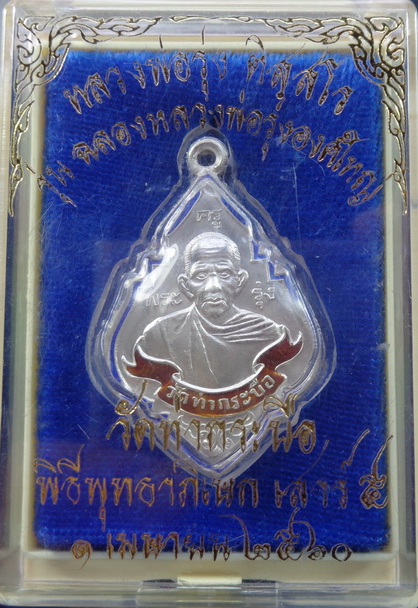 หลวงพ่อรุ่ง ติสฺสโร
รุ่น ฉลองหลวงพ่อรุ่งองค์ใหญ่
ครู
พระ รุ่ง
วัดท่ากระบือ
วัดท่ากระบือ
พิธีพุทธาภิเษก เสาร์ ๕
๑ เมษายน ๒๕๖๐